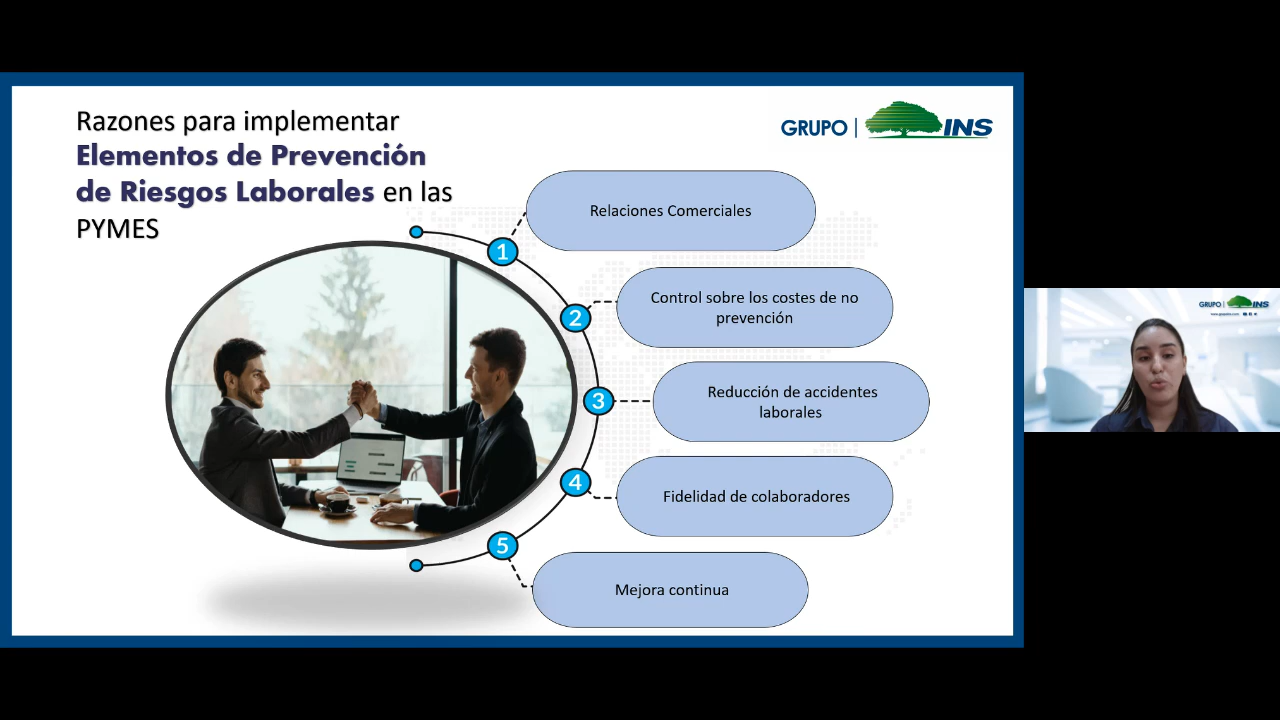 Razones para implementar
Elementos de Prevención
de Riesgos Laborales en las
PYMES
GRUPO | INS
1
Relaciones Comerciales
2
Control sobre los costes de no
prevención
3
Reducción de accidentes
laborales
4
Fidelidad de colaboradores
5
Mejora continua
GRUPO | INS